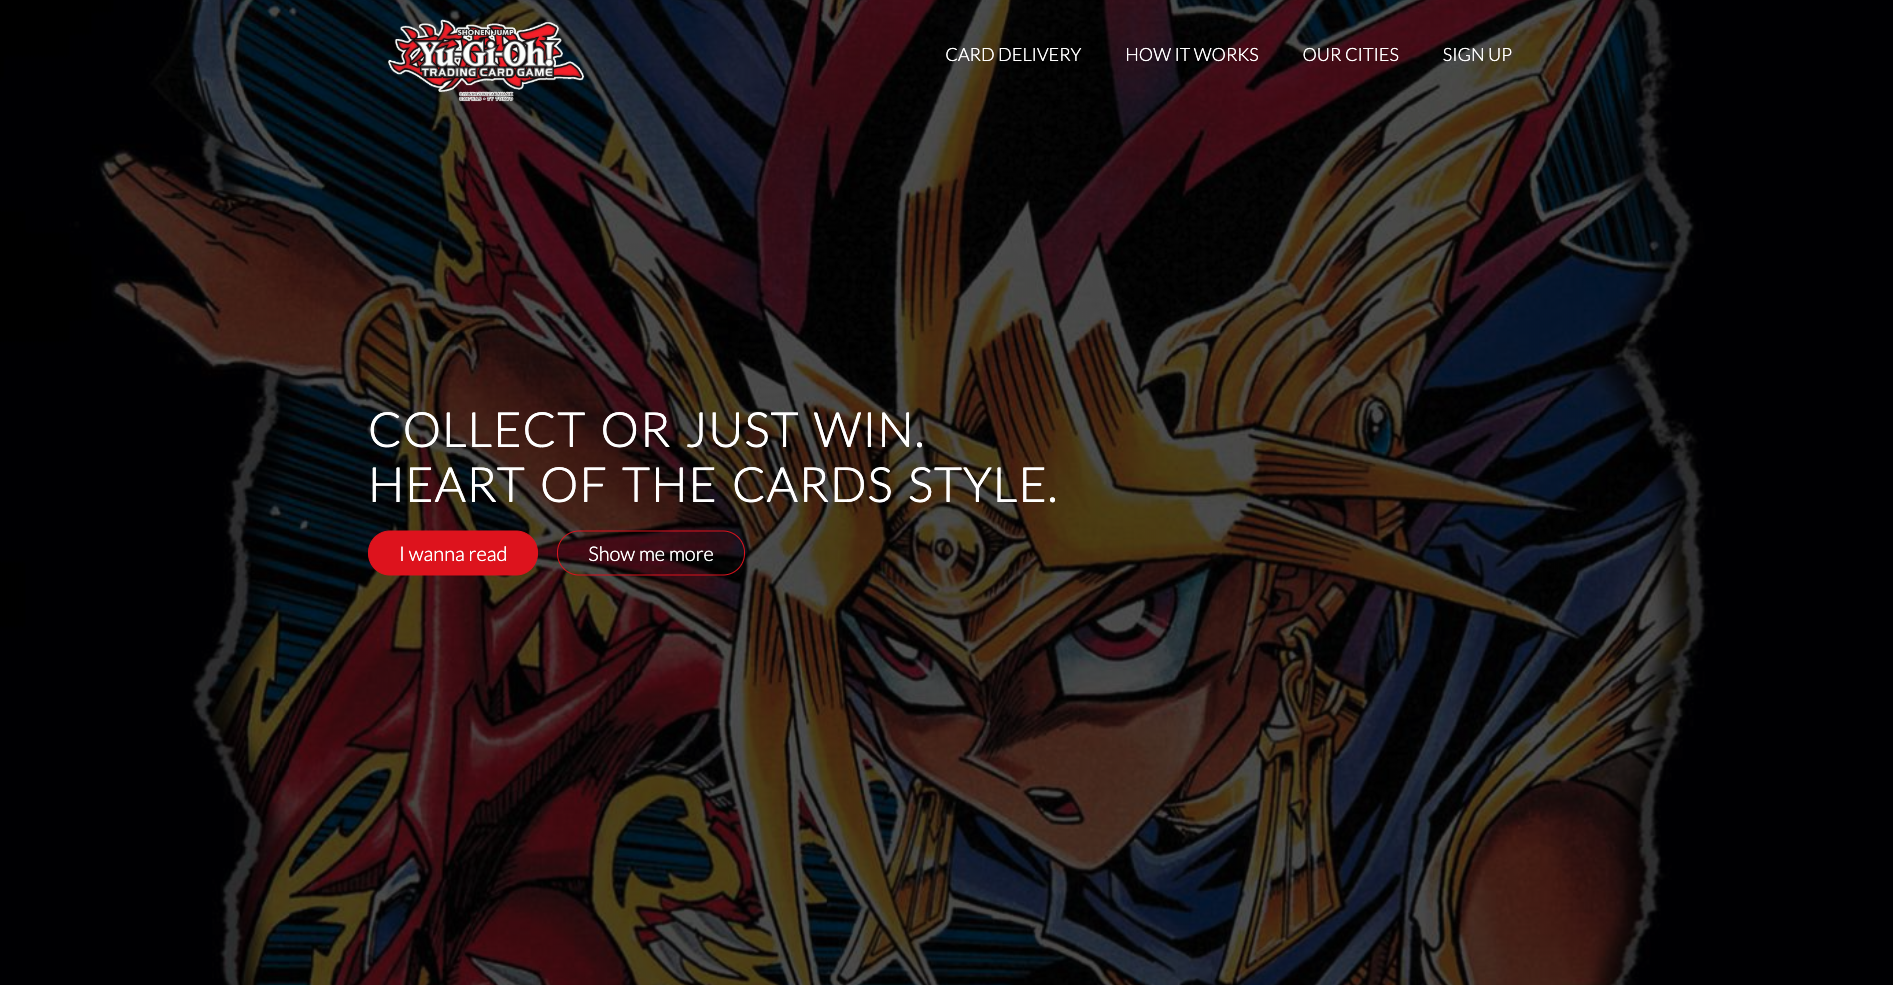 SHONEN JUMP
Yu-Gi-Oh!
TRADING CARD GAME
CARD DELIVERY
HOW IT WORKS
OUR CITIES
SIGN UP
COLLECT OR JUST WIN.
HEART OF THE CARDS STYLE.
I wanna read
Show me more